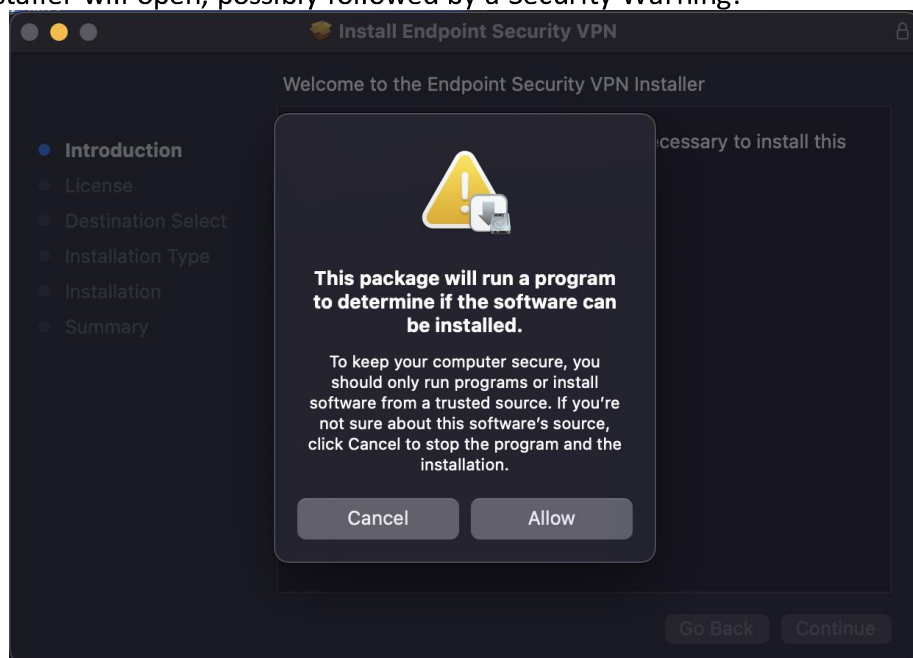 staller will open, possibly followed by a Security Warning:
Install Endpoint Security VPN
Welcome to the Endpoint Security VPN Installer
cessary to install this
Introduction
License
Destination Select
Installation Type
Installation
Summary
This package will run a program
to determine if the software can
be installed.
To keep your computer secure, you
should only run programs or install
software from a trusted source. If you’re
not sure about this software’s source,
click Cancel to stop the program and the
installation.
Cancel
Allow
Go Back
Continue